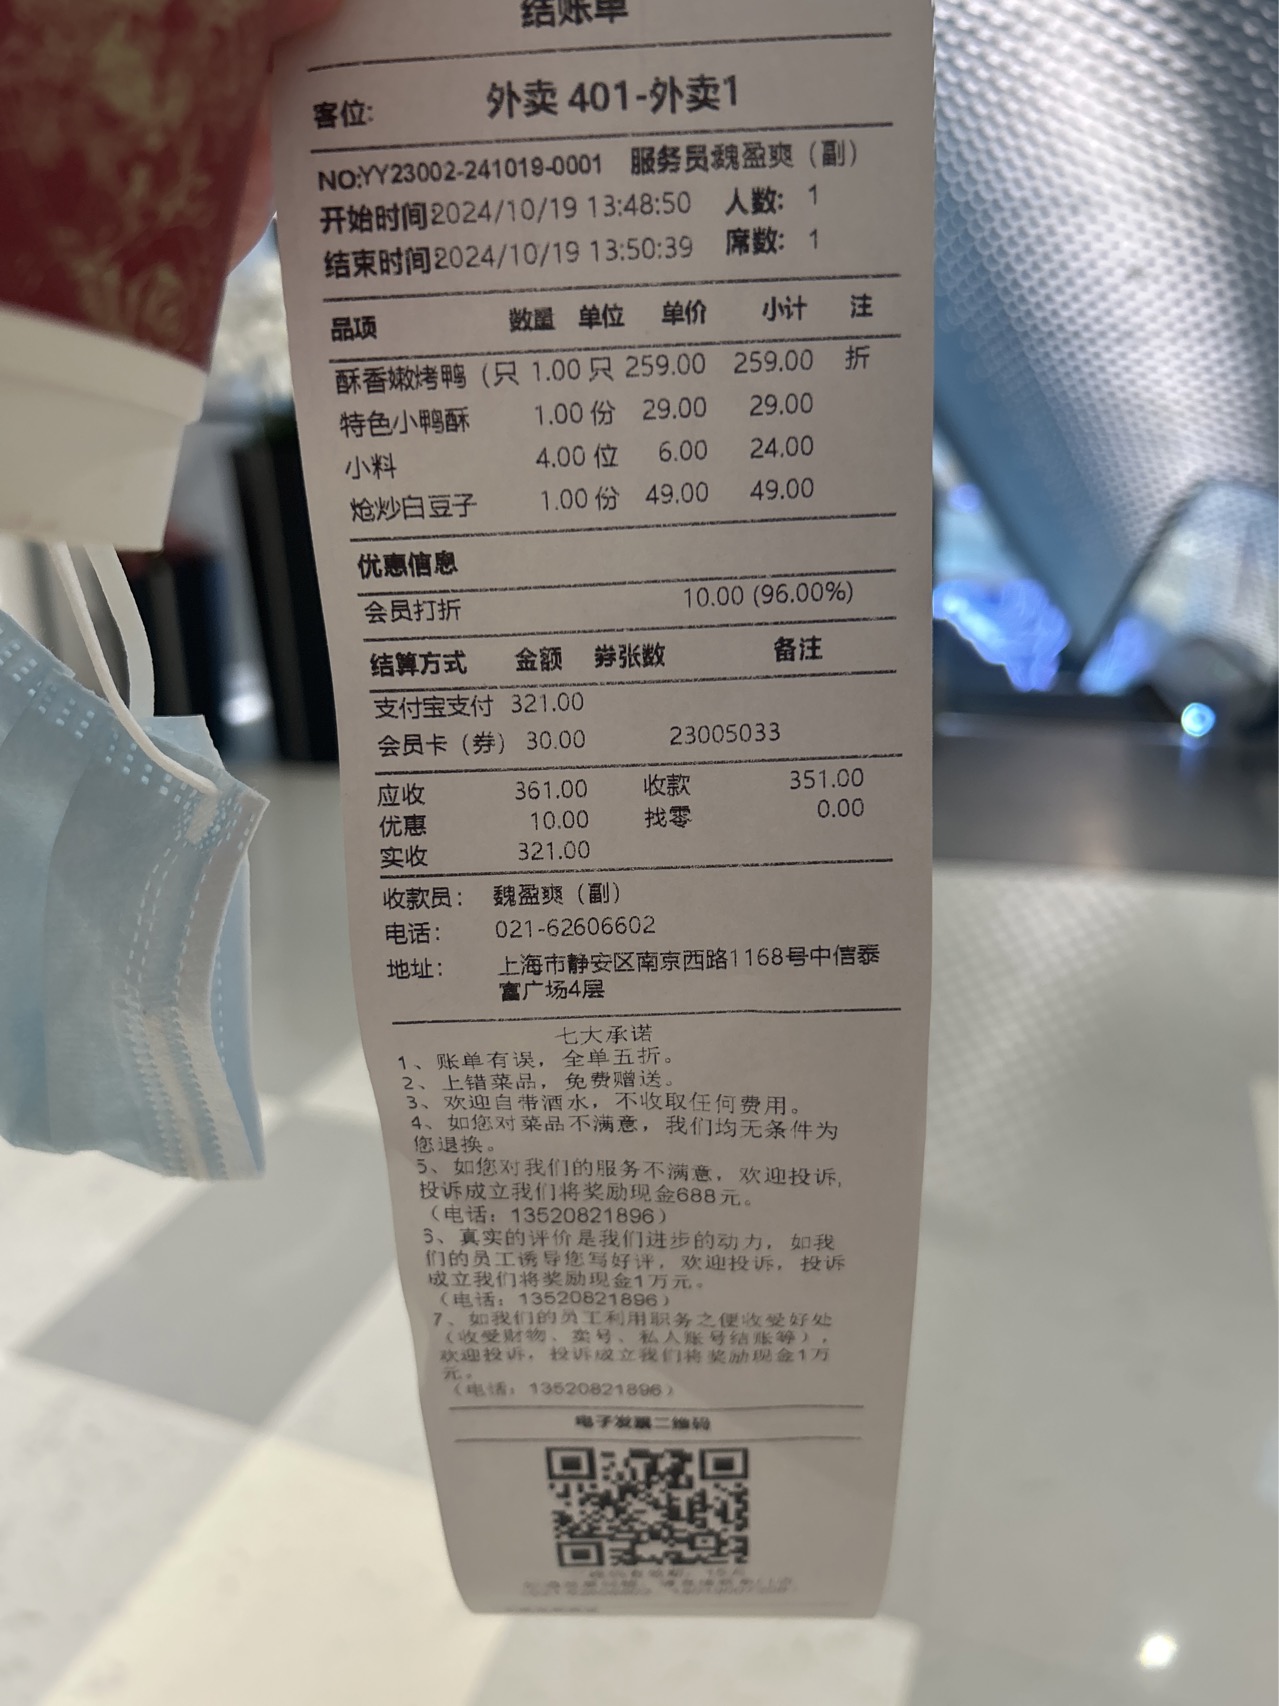 结账单
客位: 外卖 401-外卖1
NO:YY23002-241019-0001 服务员:魏盈爽（副）
开始时间2024/10/19 13:48:50 人数: 1
结束时间2024/10/19 13:50:39 席数: 1
品项 数量 单位 单价 小计 注
酥香嫩烤鸭（只 1.00 只 259.00 259.00 折
特色小鸭酥 1.00 份 29.00 29.00
小料 4.00 位 6.00 24.00
炝炒白豆子 1.00 份 49.00 49.00
优惠信息
会员打折 10.00 (96.00%)
结算方式 金额 券张数 备注
支付宝支付 321.00
会员卡（券） 30.00 23005033
应收 361.00 收款 351.00
优惠 10.00 找零 0.00
实收 321.00
收款员: 魏盈爽（副）
电话: 021-62606602
地址: 上海市静安区南京西路1168号中信泰
富广场4层
七大承诺
1、账单有误，全单五折。
2、上错菜品，免费赠送。
3、欢迎自带酒水，不收取任何费用。
4、如您对菜品不满意，我们均无条件为
您退换。
5、如您对我们的服务不满意，欢迎投诉,
投诉成立我们将奖励现金688元。
（电话: 13520821896）
6、真实的评价是我们进步的动力，如我
们的员工诱导您写好评，欢迎投诉，投诉
成立我们将奖励现金1万元。
（电话: 13520821896）
7、如我们的员工利用职务之便收受好处
（收受财物、卖号、私人账号结账等），
欢迎投诉，投诉成立我们将奖励现金1万
元。
（电话: 13520821896）
电子发票二维码